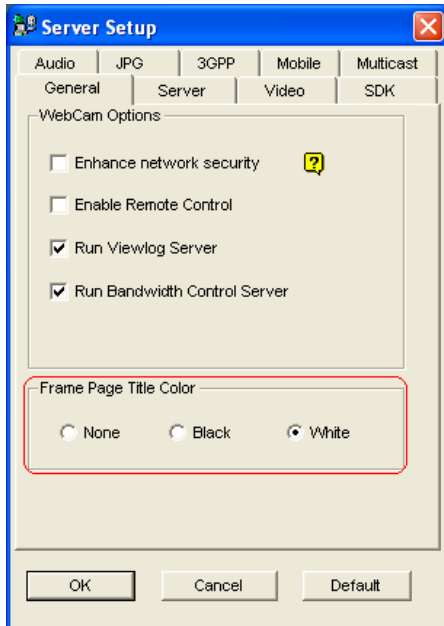 Server Setup
Audio JPG 3GPP Mobile Multicast
General Server Video SDK
WebCam Options
Enhance network security ?
Enable Remote Control
Run Viewlog Server
Run Bandwidth Control Server
Frame Page Title Color
None Black White
OK Cancel Default